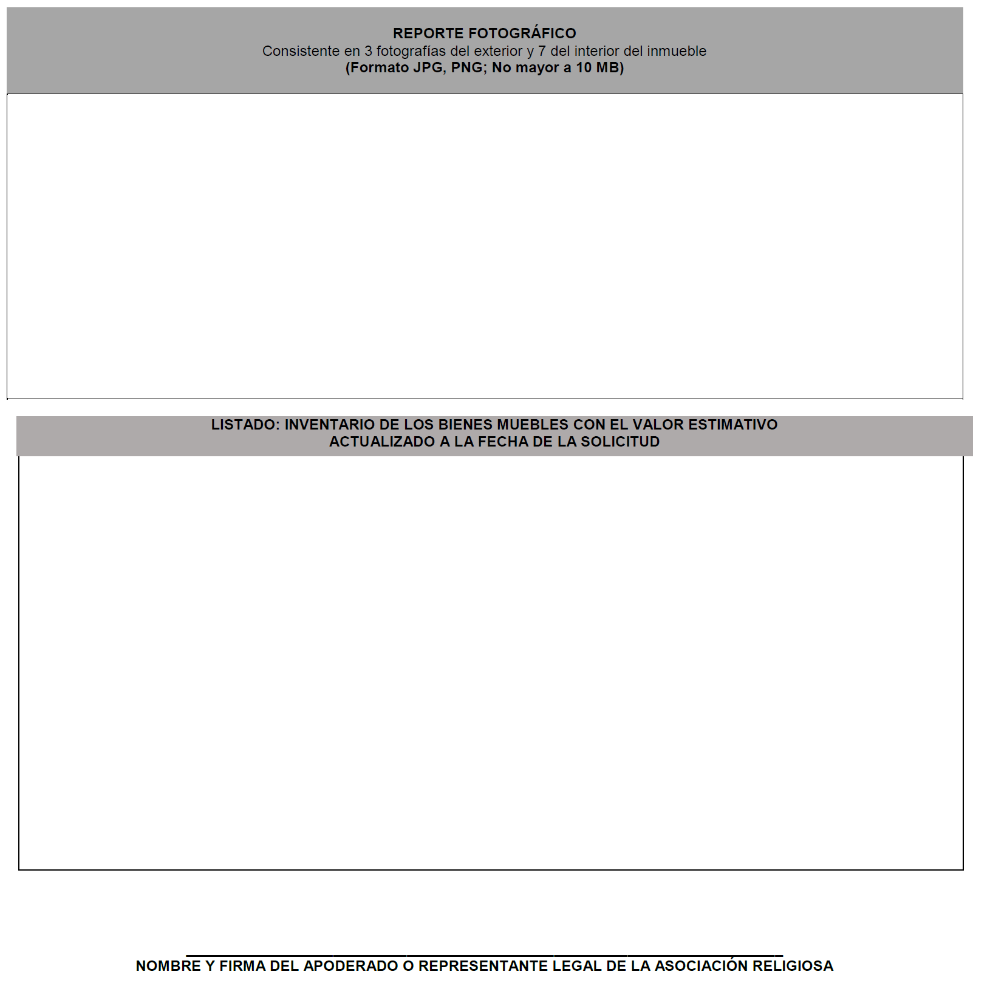 REPORTE FOTOGRÁFICO
Consistente en 3 fotografías del exterior y 7 del interior del inmueble
(Formato JPG, PNG; No mayor a 10 MB)
LISTADO: INVENTARIO DE LOS BIENES MUEBLES CON EL VALOR ESTIMATIVO
ACTUALIZADO A LA FECHA DE LA SOLICITUD
NOMBRE Y FIRMA DEL APODERADO O REPRESENTANTE LEGAL DE LA ASOCIACIÓN RELIGIOSA